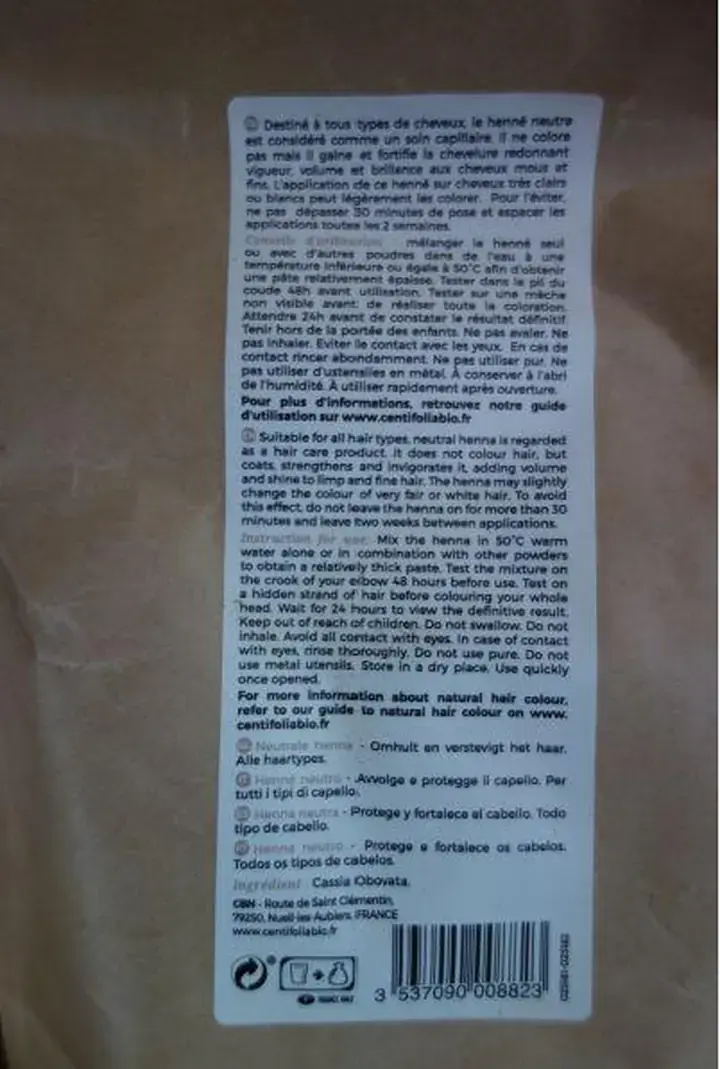 Destiné à tous types de cheveux, le henné neutre
est considéré comme un soin capillaire. Il ne colore
pas mais il gaine et fortifie la chevelure redonnant
vigueur, volume et brillance aux cheveux mous et
fins. L'application de ce henné sur cheveux très clairs
ou blancs peut légèrement les colorer. Pour l'éviter,
ne pas dépasser 30 minutes de pose et espacer les
applications toutes les 2 semaines.
Conseils d'utilisation : mélanger le henné seul
ou avec d'autres poudres dans de l'eau à une
température inférieure ou égale à 50°C afin d'obtenir
une pâte relativement épaisse. Tester dans le pli du
coude 48h avant utilisation. Tester sur une mèche
non visible avant de réaliser toute la coloration.
Attendre 24h avant de constater le résultat définitif.
Tenir hors de la portée des enfants. Ne pas avaler. Ne
pas inhaler. Eviter le contact avec les yeux. En cas de
contact rincer abondamment. Ne pas utiliser pur. Ne
pas utiliser d'ustensiles en métal. À conserver à l'abri
de l'humidité. À utiliser rapidement après ouverture.
Pour plus d'informations, retrouvez notre guide
d'utilisation sur www.centifoliabio.fr
Suitable for all hair types, neutral henna is regarded
as a hair care product. It does not colour hair, but
coats, strengthens and invigorates it, adding volume
and shine to limp and fine hair. The henna may slightly
change the colour of very fair or white hair. To avoid
this effect, do not leave the henna on for more than 30
minutes and leave two weeks between applications.
Instruction for use: Mix the henna in 50°C warm
water alone or in combination with other powders
to obtain a relatively thick paste. Test the mixture on
the crook of your elbow 48 hours before use. Test on
a hidden strand of hair before colouring your whole
head. Wait for 24 hours to view the definitive result.
Keep out of reach of children. Do not swallow. Do not
inhale. Avoid all contact with eyes. In case of contact
with eyes, rinse thoroughly. Do not use pure. Do not
use metal utensils. Store in a dry place. Use quickly
once opened.
For more information about natural hair colour,
refer to our guide to natural hair colour on www.
centifoliabio.fr
Neutrale henna - Omhult en verstevigt het haar.
Alle haartypes.
Henné neutro - Avvolge e protegge il capello. Per
tutti i tipi di capello.
Henna neutra - Protege y fortalece el cabello. Todo
tipo de cabello.
Henna neutro - Protege e fortalece os cabelos.
Todos os tipos de cabelos.
Ingrédient Cassia Obovata.
CBN - Route de Saint Clémentin,
79250, Nueil-les-Aubiers, FRANCE
www.centifoliabio.fr
3 537090 008823